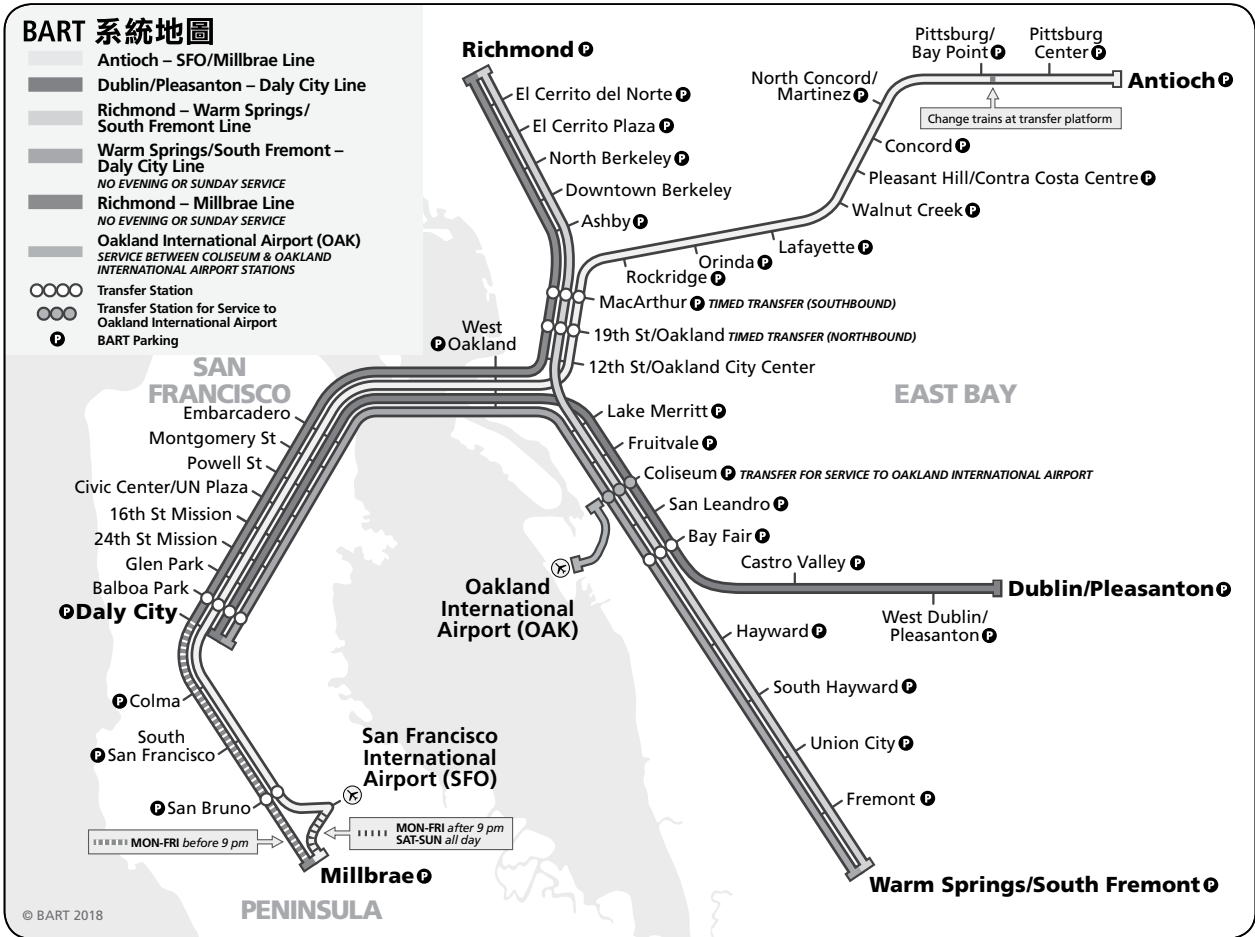 BART 系統地圖
Antioch – SFO/Millbrae Line
Dublin/Pleasanton – Daly City Line
Richmond – Warm Springs/
South Fremont Line
Warm Springs/South Fremont –
Daly City Line
NO EVENING OR SUNDAY SERVICE
Richmond – Millbrae Line
NO EVENING OR SUNDAY SERVICE
Oakland International Airport (OAK)
SERVICE BETWEEN COLISEUM & OAKLAND
INTERNATIONAL AIRPORT STATIONS
Transfer Station
Transfer Station for Service to
Oakland International Airport
P BART Parking
Richmond P
El Cerrito del Norte P
El Cerrito Plaza P
North Berkeley P
Downtown Berkeley
Ashby P
Pittsburg/
Bay Point P
Pittsburg
Center P
Antioch P
Change trains at transfer platform
North Concord/
Martinez P
Concord P
Pleasant Hill/Contra Costa Centre P
Walnut Creek P
Lafayette P
Orinda P
Rockridge P
MacArthur P TIMED TRANSFER (SOUTHBOUND)
19th St/Oakland TIMED TRANSFER (NORTHBOUND)
12th St/Oakland City Center
West
P Oakland
SAN
FRANCISCO
EAST BAY
Embarcadero
Montgomery St
Powell St
Civic Center/UN Plaza
16th St Mission
24th St Mission
Glen Park
Balboa Park
P Daly City
Lake Merritt P
Fruitvale P
Coliseum P TRANSFER FOR SERVICE TO OAKLAND INTERNATIONAL AIRPORT
San Leandro P
Bay Fair P
Castro Valley P
Dublin/Pleasanton P
West Dublin/
Pleasanton P
Oakland
International
Airport (OAK)
Hayward P
South Hayward P
Union City P
Fremont P
Warm Springs/South Fremont P
P Colma
South
P San Francisco
San Francisco
International
Airport (SFO)
P San Bruno
MON-FRI before 9 pm
MON-FRI after 9 pm
SAT-SUN all day
Millbrae P
PENINSULA
© BART 2018